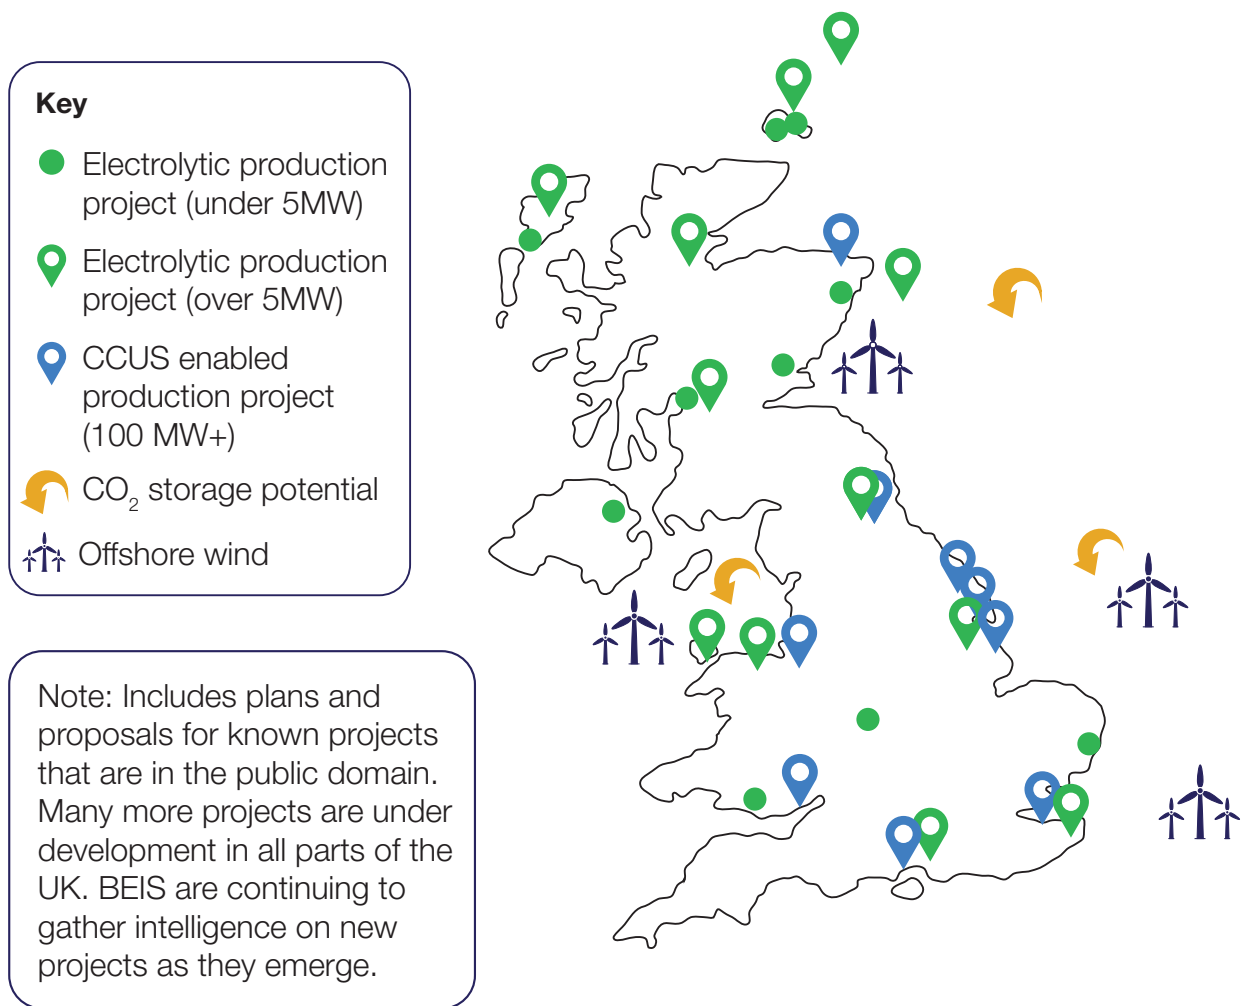 Key
Electrolytic production
project (under 5MW)
Electrolytic production
project (over 5MW)
CCUS enabled
production project
(100 MW+)
CO₂ storage potential
Offshore wind
Note: Includes plans and
proposals for known projects
that are in the public domain.
Many more projects are under
development in all parts of the
UK. BEIS are continuing to
gather intelligence on new
projects as they emerge.